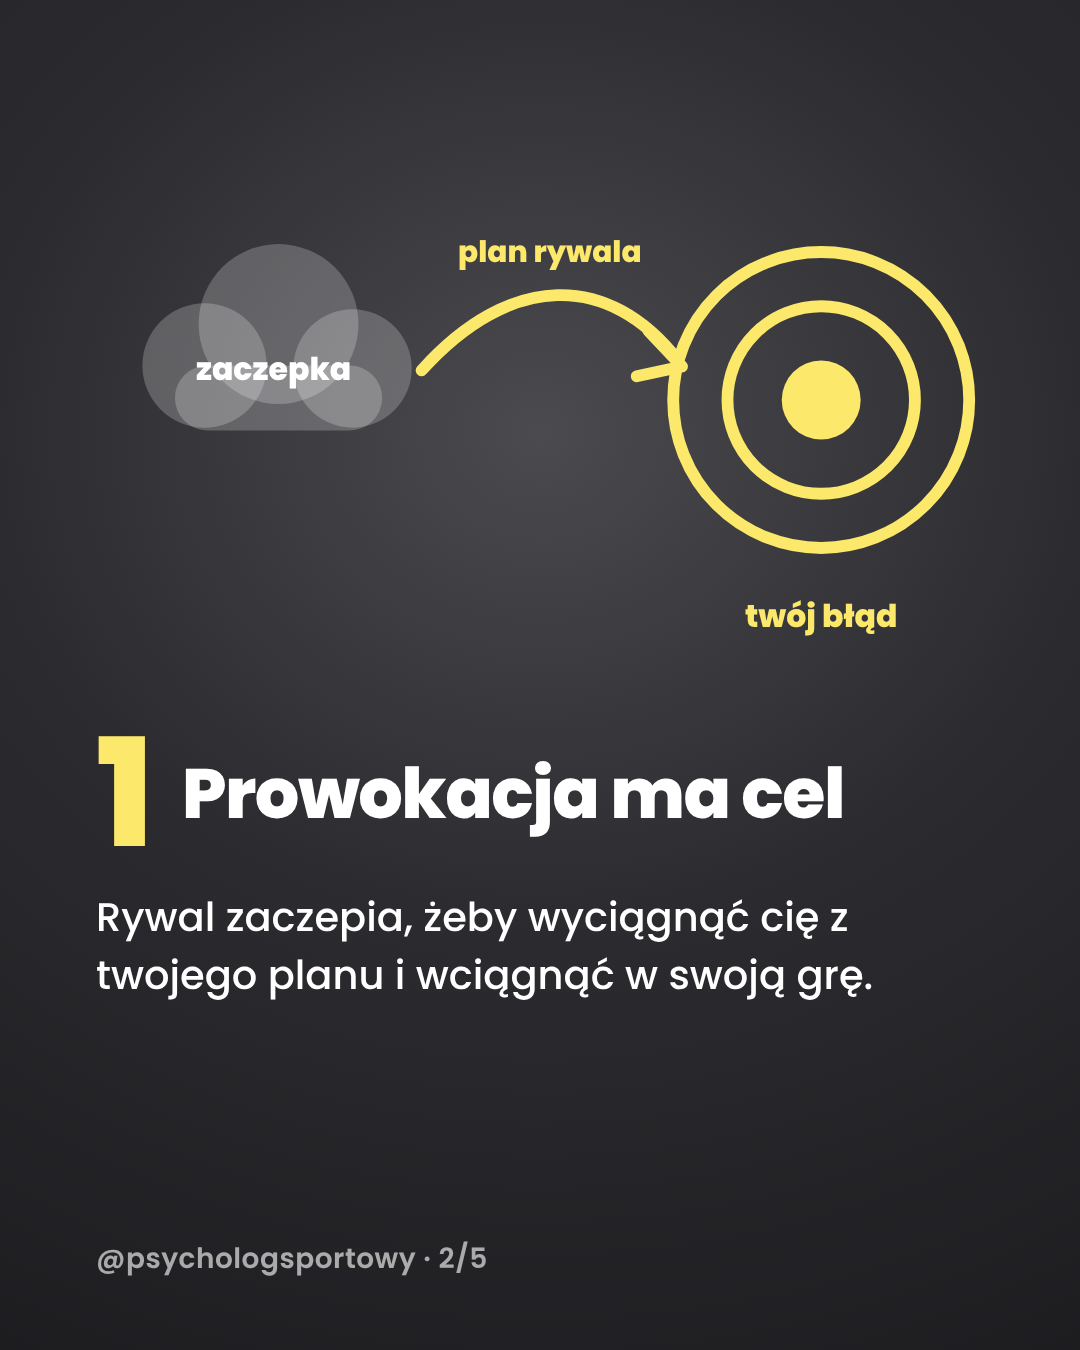 plan rywala
zaczepka
twój błąd
1 Prowokacja ma cel
Rywal zaczepia, żeby wyciągnąć cię z
twojego planu i wciągnąć w swoją grę.
@psychologsportowy · 2/5